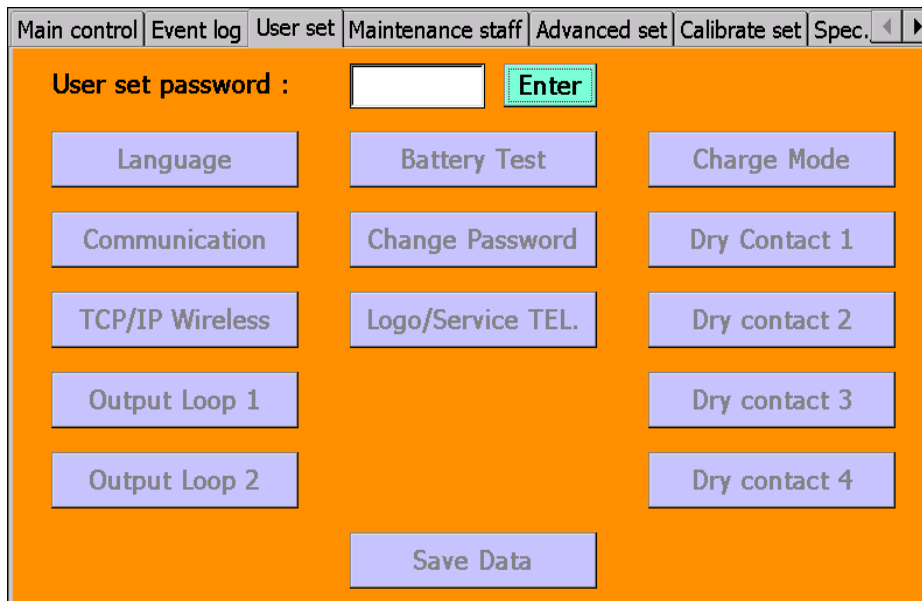 Main control Event log User set Maintenance staff Advanced set Calibrate set Spec.
User set password : Enter
Language Battery Test Charge Mode
Communication Change Password Dry Contact 1
TCP/IP Wireless Logo/Service TEL. Dry contact 2
Output Loop 1 Dry contact 3
Output Loop 2 Dry contact 4
Save Data